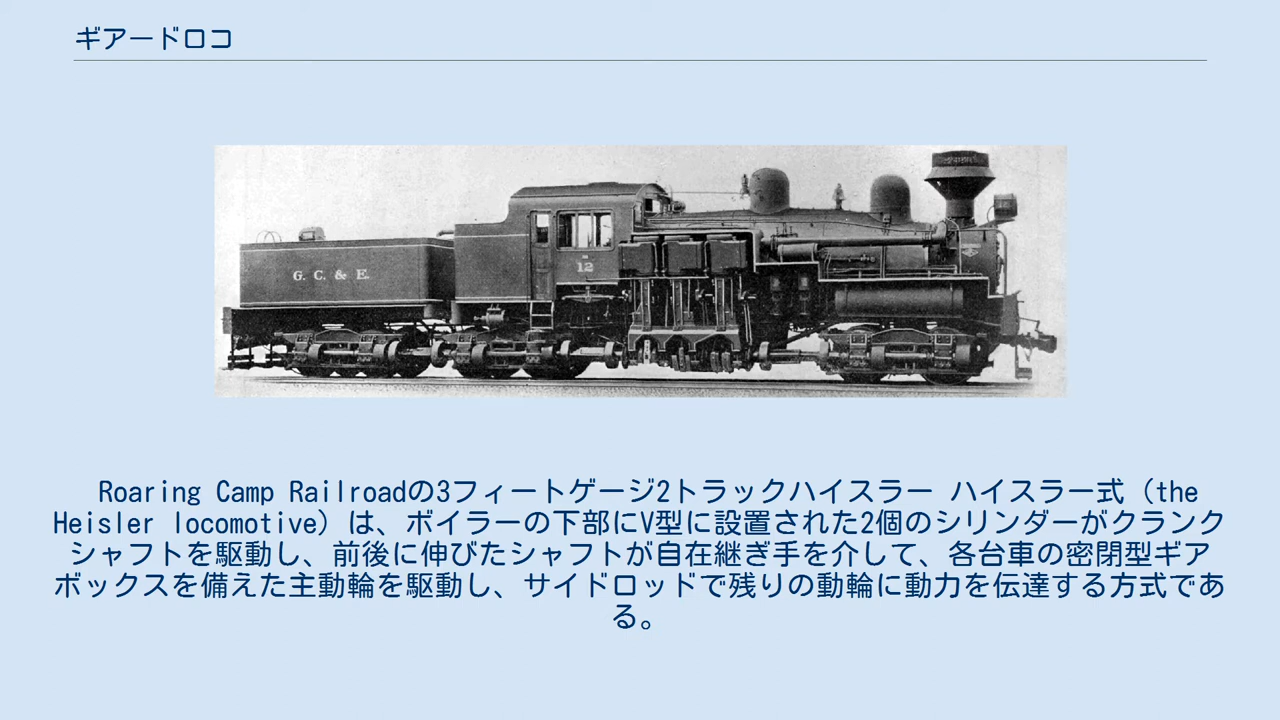 ギアードロコ
G. C. & E.
12
Roaring Camp Railroadの3フィートゲージ2トラックハイスラー ハイスラー式（the
Heisler locomotive）は、ボイラーの下部にV型に設置された2個のシリンダーがクランク
シャフトを駆動し、前後に伸びたシャフトが自在継ぎ手を介して、各台車の密閉型ギア
ボックスを備えた主動輪を駆動し、サイドロッドで残りの動輪に動力を伝達する方式であ
る。